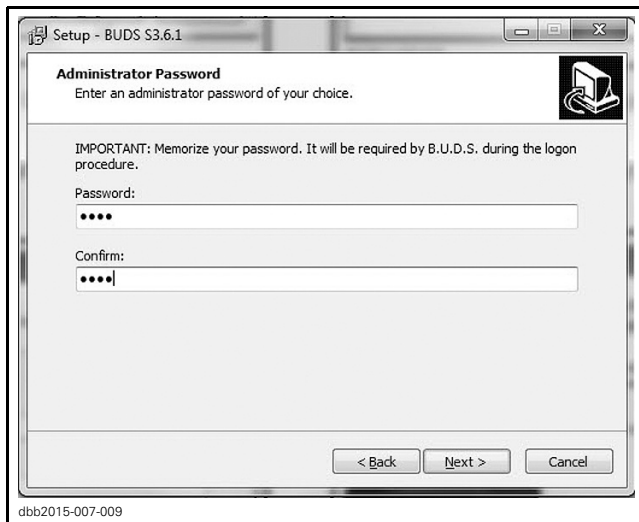 Setup - BUDS S3.6.1
Administrator Password
Enter an administrator password of your choice.
IMPORTANT: Memorize your password. It will be required by B.U.D.S. during the logon
procedure.
Password:
••••
Confirm:
••••
< Back Next > Cancel
dbb2015-007-009